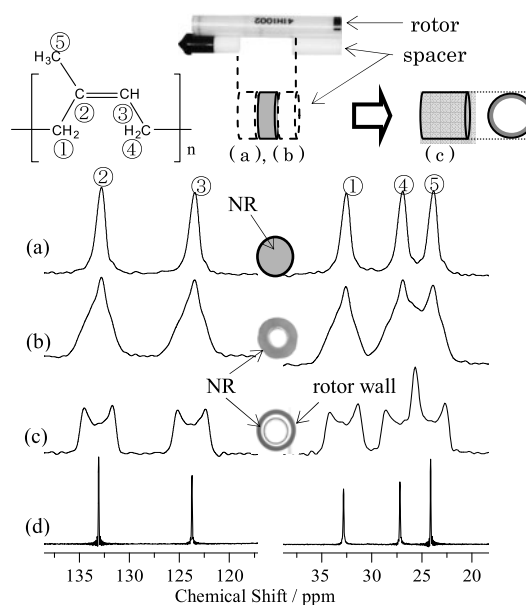 ⑤
H₃C
C
CH
②
③
CH₂
H₂C
①
④
n
41H1002
rotor
spacer
(a), (b)
(c)
②
③
①
④
⑤
NR
(a)
(b)
NR
rotor wall
(c)
(d)
135
130
125
120
35
30
25
20
Chemical Shift / ppm